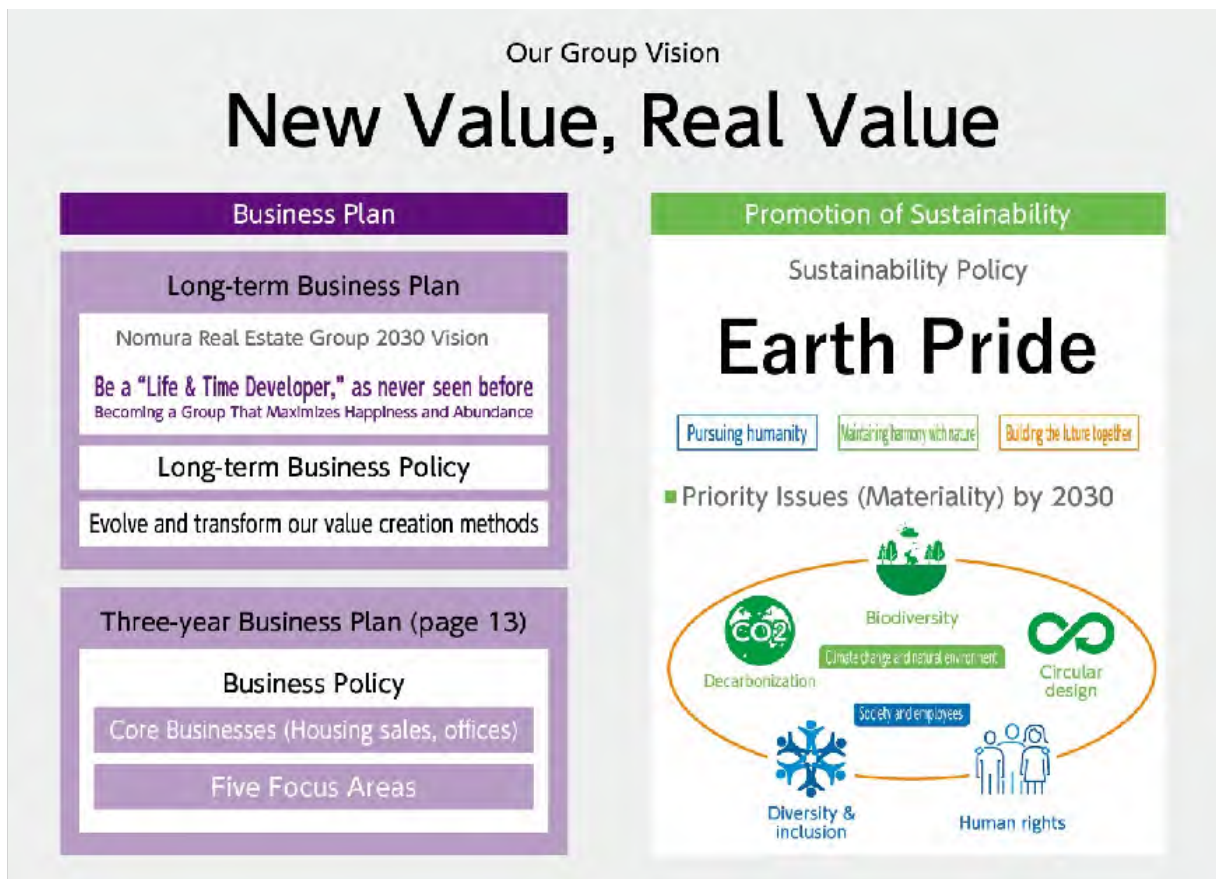 Our Group Vision
New Value, Real Value
Business Plan
Long-term Business Plan
Nomura Real Estate Group 2030 Vision
Be a “Life & Time Developer,” as never seen before
Becoming a Group That Maximizes Happiness and Abundance
Long-term Business Policy
Evolve and transform our value creation methods
Three-year Business Plan (page 13)
Business Policy
Core Businesses (Housing sales, offices)
Five Focus Areas
Promotion of Sustainability
Sustainability Policy
Earth Pride
Pursuing humanity
Maintaining harmony with nature
Building the future together
Priority Issues (Materiality) by 2030
Biodiversity
CO2
Decarbonization
Climate change and natural environment
Circular
design
Society and employees
Diversity &
inclusion
Human rights